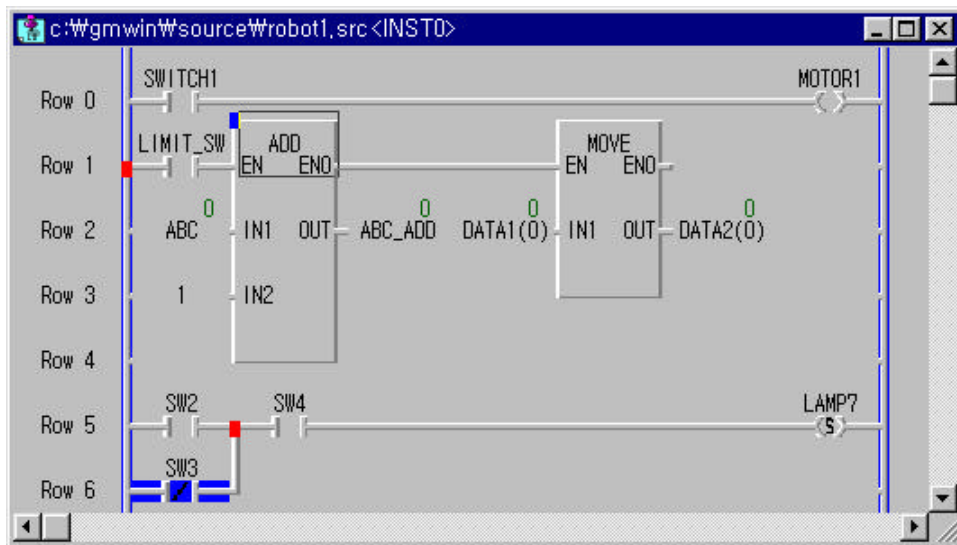 c:₩gmwin₩source₩robot1.src<INST0>
SWITCH1 MOTOR1
Row 0
LIMIT_SW ADD MOVE
Row 1 EN ENO EN ENO
0 0 0 0
Row 2 ABC IN1 OUT ABC_ADD DATA1(0) IN1 OUT DATA2(0)
Row 3 1 IN2
Row 4
SW2 SW4 LAMP7
Row 5 S
SW3
Row 6